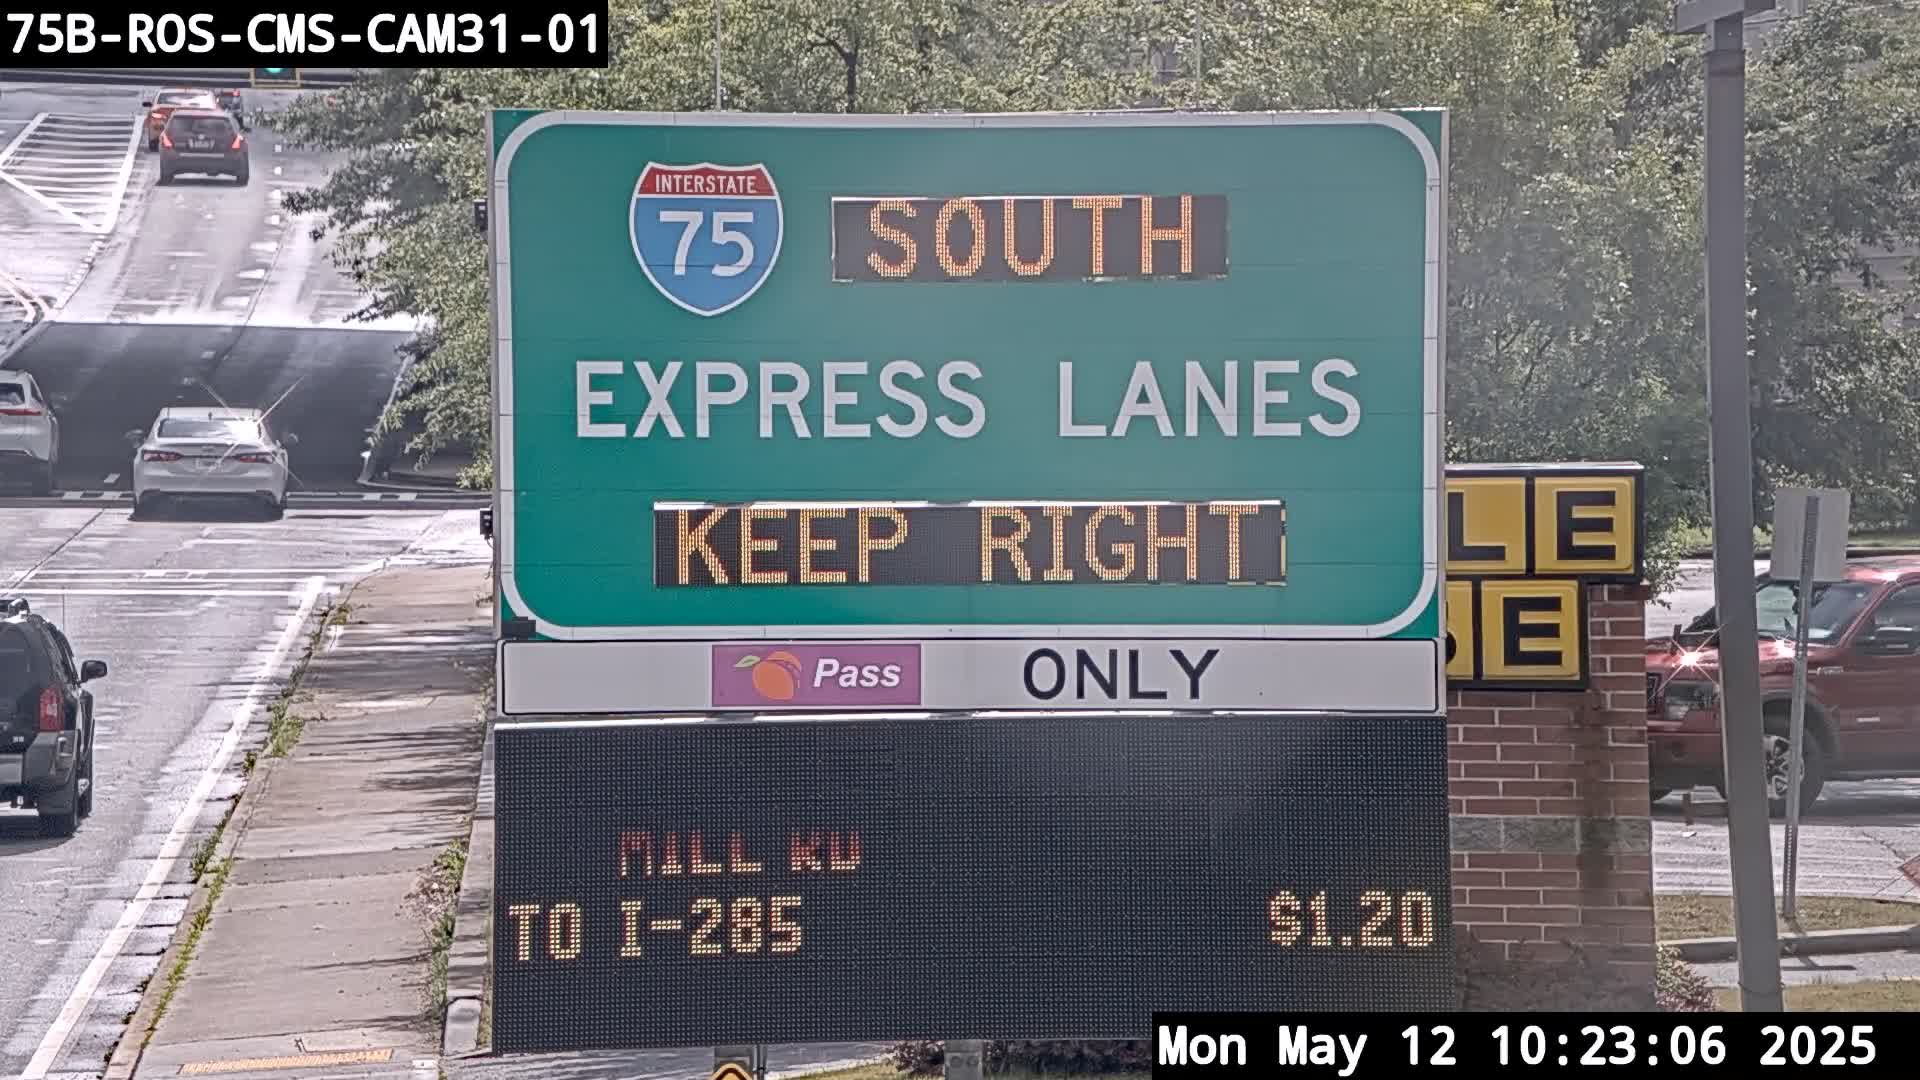 75B-ROS-CMS-CAM31-01
INTERSTATE
75
SOUTH
EXPRESS LANES
KEEP RIGHT
Pass ONLY
MILL
TO I-285 $1.20
LE
E
Mon May 12 10:23:06 2025